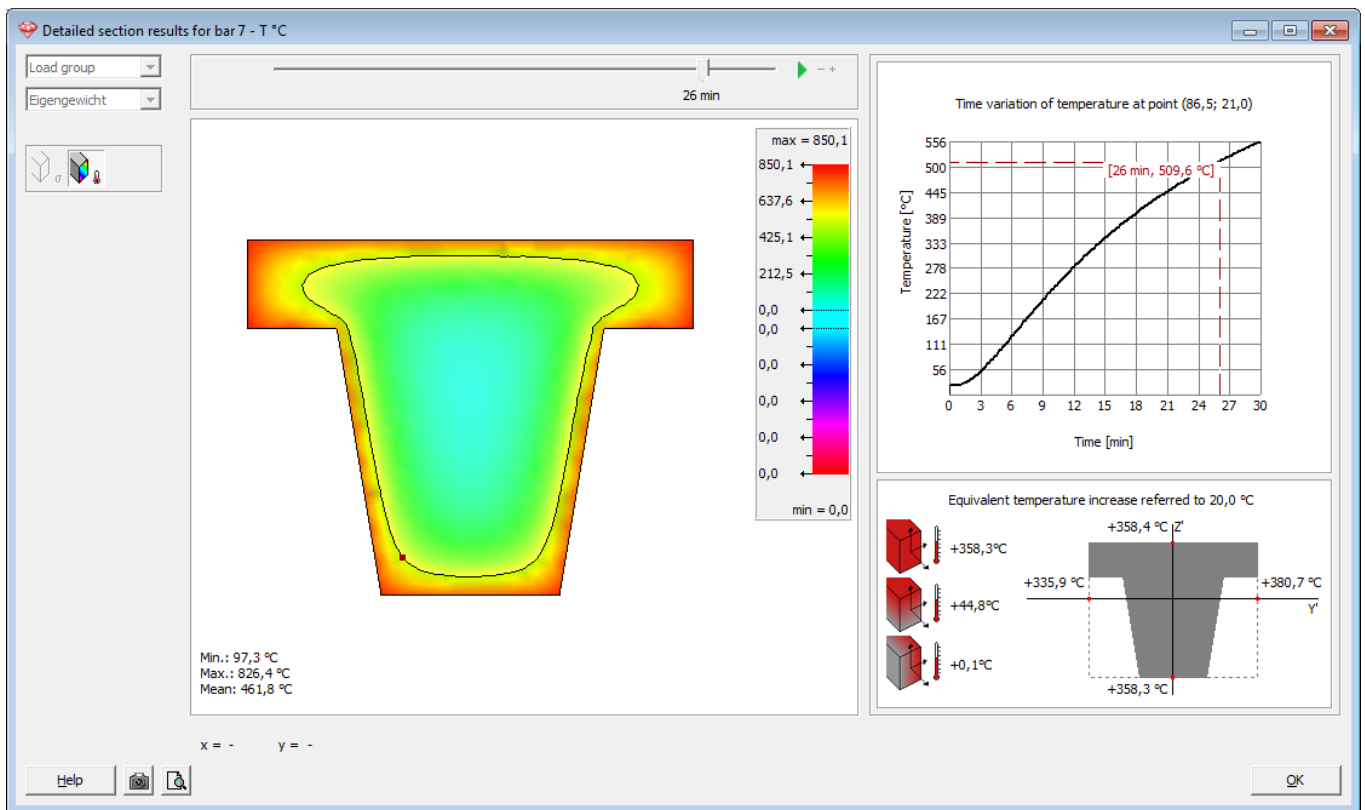 Detailed section results for bar 7 - T °C
Load group
Eigengewicht
σ
26 min
max = 850,1
850,1
637,6
425,1
212,5
0,0
0,0
0,0
0,0
0,0
0,0
min = 0,0
Min.: 97,3 °C
Max.: 826,4 °C
Mean: 461,8 °C
Time variation of temperature at point (86,5; 21,0)
Temperature [°C]
556
500
445
389
333
278
222
167
111
56
[26 min, 509,6 °C]
0 3 6 9 12 15 18 21 24 27 30
Time [min]
Equivalent temperature increase referred to 20,0 °C
+358,3°C
+44,8°C
+0,1°C
+358,4 °C Z'
+335,9 °C
+380,7 °C
Y'
+358,3 °C
x = - y = -
Help
OK